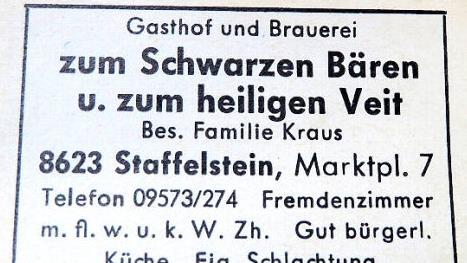 Gasthof und Brauerei
zum Schwarzen Bären
u. zum heiligen Veit
Bes. Familie Kraus
8623 Staffelstein, Marktpl. 7
Telefon 09573/274 Fremdenzimmer
m. fl. w. u. k. W. Zh. Gut bürgerl.
Küche Eig. Schlachtung